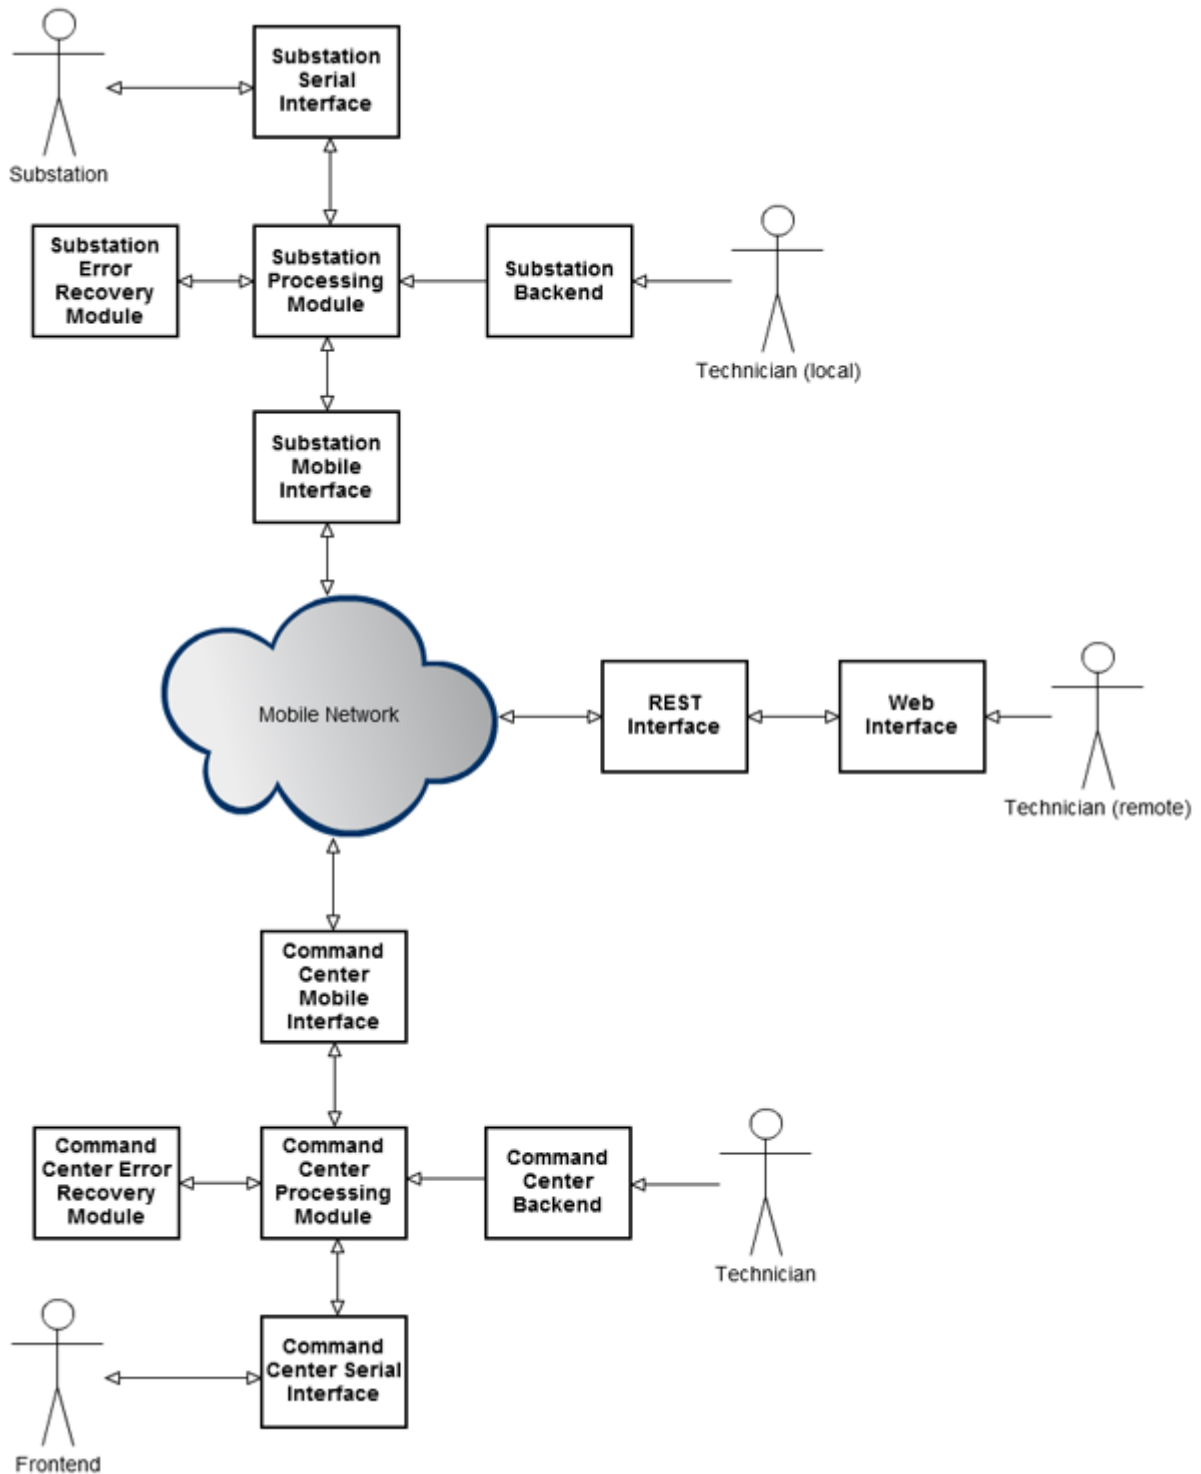 Substation
Serial
Interface
Substation
Substation
Error
Recovery
Module
Substation
Processing
Module
Substation
Backend
Technician (local)
Substation
Mobile
Interface
Mobile Network
REST
Interface
Web
Interface
Technician (remote)
Command
Center
Mobile
Interface
Command
Center Error
Recovery
Module
Command
Center
Processing
Module
Command
Center
Backend
Technician
Command
Center Serial
Interface
Frontend